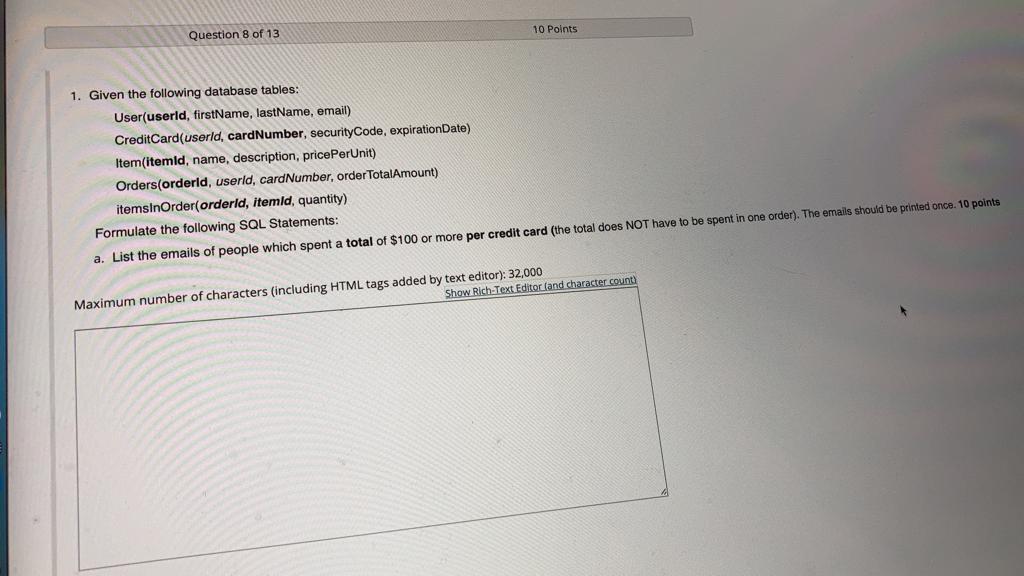 Question 8 of 13
10 Points
1. Given the following database tables:
User(userId, firstName, lastName, email)
CreditCard(userId, cardNumber, securityCode, expirationDate)
Item(itemId, name, description, pricePerUnit)
Orders(orderId, userId, cardNumber, orderTotalAmount)
itemsInOrder(orderId, itemId, quantity)
Formulate the following SQL Statements:
a. List the emails of people which spent a total of $100 or more per credit card (the total does NOT have to be spent in one order). The emails should be printed once. 10 points
Maximum number of characters (including HTML tags added by text editor): 32,000
Show Rich-Text Editor (and character count)